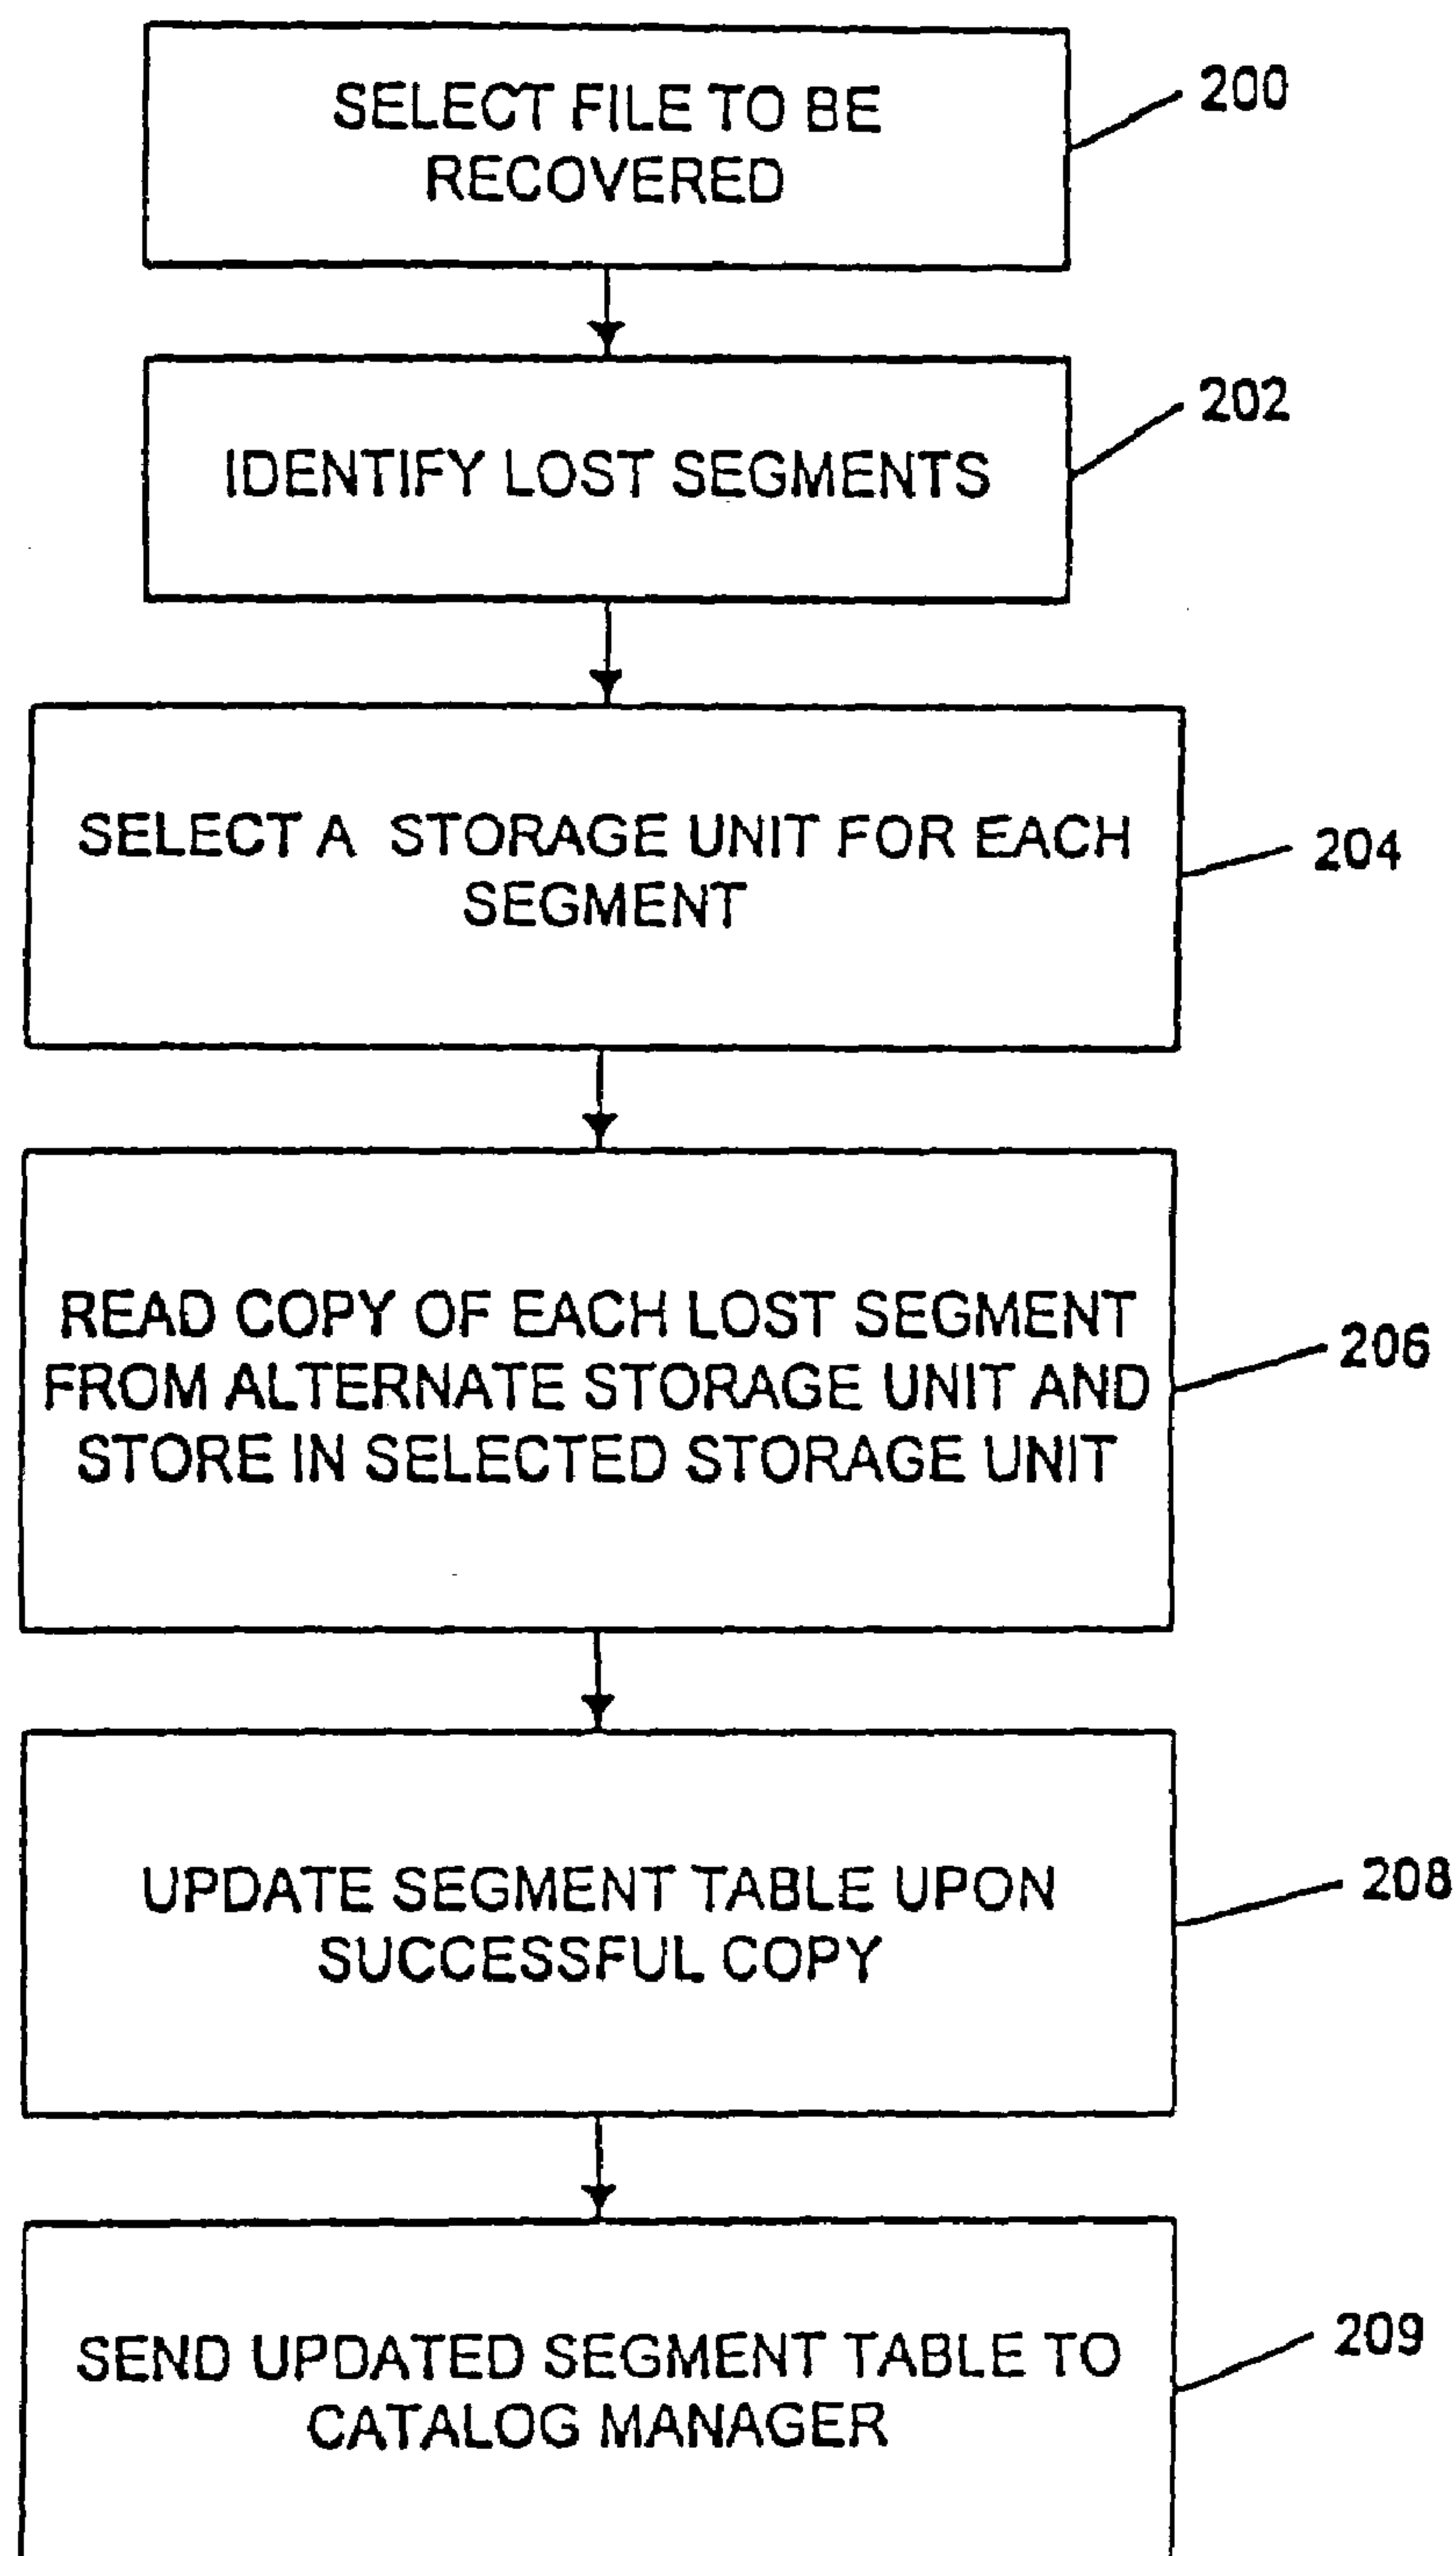 SELECT FILE TO BE
RECOVERED
200
IDENTIFY LOST SEGMENTS
202
SELECT A STORAGE UNIT FOR EACH
SEGMENT
204
READ COPY OF EACH LOST SEGMENT
FROM ALTERNATE STORAGE UNIT AND
STORE IN SELECTED STORAGE UNIT
206
UPDATE SEGMENT TABLE UPON
SUCCESSFUL COPY
208
SEND UPDATED SEGMENT TABLE TO
CATALOG MANAGER
209